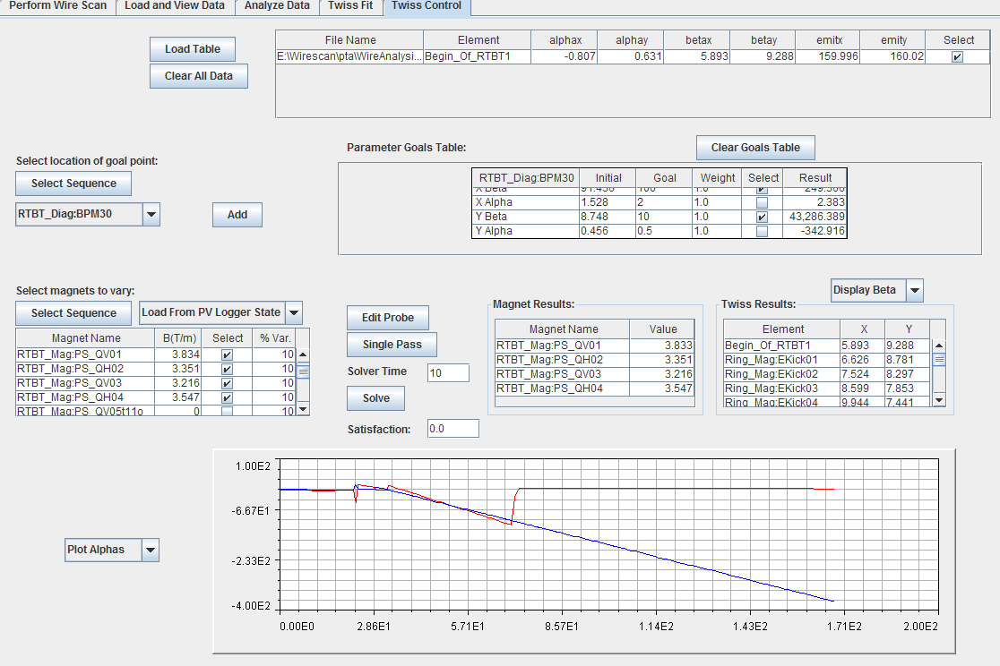 Perform Wire Scan Load and View Data Analyze Data Twiss Fit Twiss Control
Load Table
Clear All Data
File Name Element alphax alphay betax betay emitx emity Select
E:\Wirescan\pta\WireAnalysi... Begin_Of_RTBT1 -0.807 0.631 5.893 9.288 159.996 160.02
Parameter Goals Table:
Clear Goals Table
Select location of goal point:
Select Sequence
RTBT_Diag:BPM30
Add
RTBT_Diag:BPM30 Initial Goal Weight Select Result
X Beta 91.430 100 1.0 249.300
X Alpha 1.528 2 1.0 2.383
Y Beta 8.748 10 1.0 43,286.389
Y Alpha 0.456 0.5 1.0 -342.916
Select magnets to vary:
Select Sequence
Load From PV Logger State
Magnet Name B(T/m) Select % Var.
RTBT_Mag:PS_QV01 3.834 10
RTBT_Mag:PS_QH02 3.351 10
RTBT_Mag:PS_QV03 3.216 10
RTBT_Mag:PS_QH04 3.547 10
RTBT_Mag:PS_QV05t11o 0 10
Edit Probe
Single Pass
Solver Time 10
Solve
Satisfaction: 0.0
Magnet Results:
Magnet Name Value
RTBT_Mag:PS_QV01 3.833
RTBT_Mag:PS_QH02 3.351
RTBT_Mag:PS_QV03 3.216
RTBT_Mag:PS_QH04 3.547
Display Beta
Twiss Results:
Element X Y
Begin_Of_RTBT1 5.893 9.288
Ring_Mag:EKick01 6.626 8.781
Ring_Mag:EKick02 7.524 8.297
Ring_Mag:EKick03 8.599 7.853
Ring_Mag:EKick04 9.944 7.441
Plot Alphas
1.00E2
-6.67E1
-2.33E2
-4.00E2
0.00E0 2.86E1 5.71E1 8.57E1 1.14E2 1.43E2 1.71E2 2.00E2